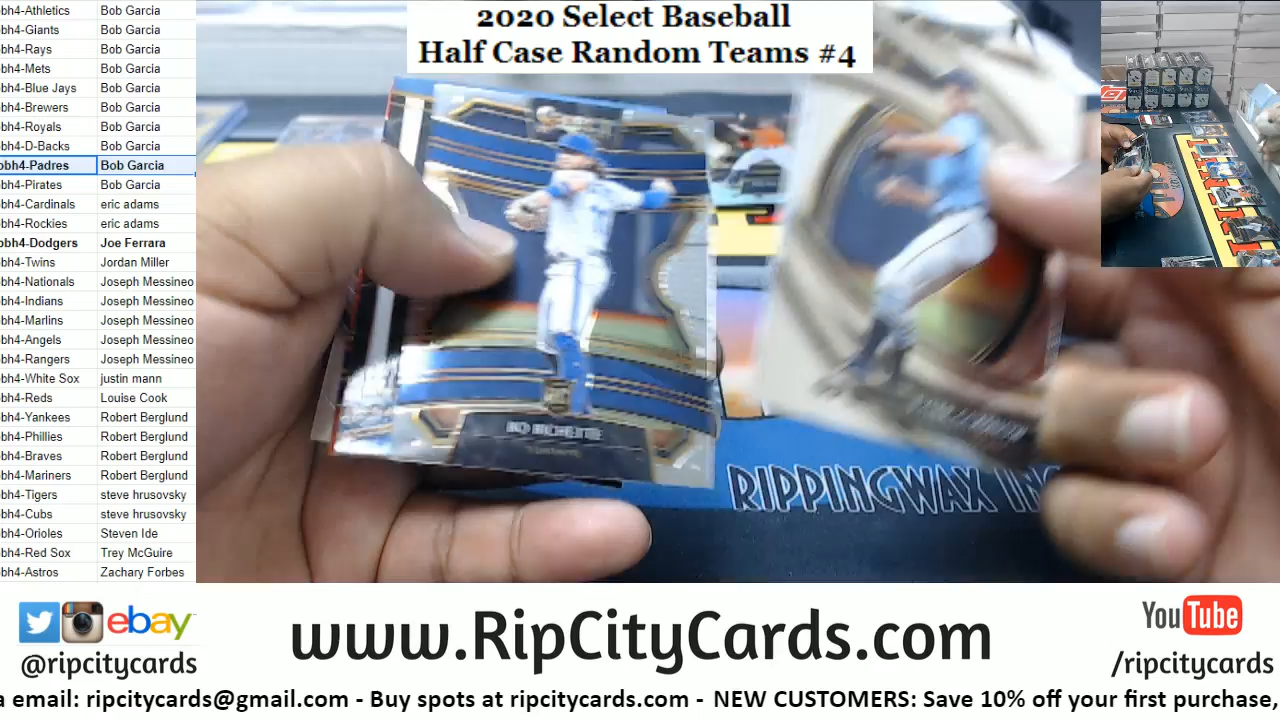 2020 Select Baseball
Half Case Random Teams #4
bh4-Athletics Bob Garcia
bh4-Giants Bob Garcia
bh4-Rays Bob Garcia
bh4-Mets Bob Garcia
bh4-Blue Jays Bob Garcia
bh4-Brewers Bob Garcia
bh4-Royals Bob Garcia
bh4-D-Backs Bob Garcia
obh4-Padres Bob Garcia
bh4-Pirates Bob Garcia
bh4-Cardinals eric adams
bh4-Rockies eric adams
obh4-Dodgers Joe Ferrara
bh4-Twins Jordan Miller
bh4-Nationals Joseph Messineo
bh4-Indians Joseph Messineo
bh4-Marlins Joseph Messineo
bh4-Angels Joseph Messineo
bh4-Rangers Joseph Messineo
bh4-White Sox justin mann
bh4-Reds Louise Cook
bh4-Yankees Robert Berglund
bh4-Phillies Robert Berglund
bh4-Braves Robert Berglund
bh4-Mariners Robert Berglund
bh4-Tigers steve hrusovsky
bh4-Cubs steve hrusovsky
bh4-Orioles Steven Ide
bh4-Red Sox Trey McGuire
bh4-Astros Zachary Forbes
BO BICHETTE
RIPPINGWAX INC
ebay
@ripcitycards
www.RipCityCards.com
YouTube
/ripcitycards
a email: ripcitycards@gmail.com - Buy spots at ripcitycards.com - NEW CUSTOMERS: Save 10% off your first purchase,